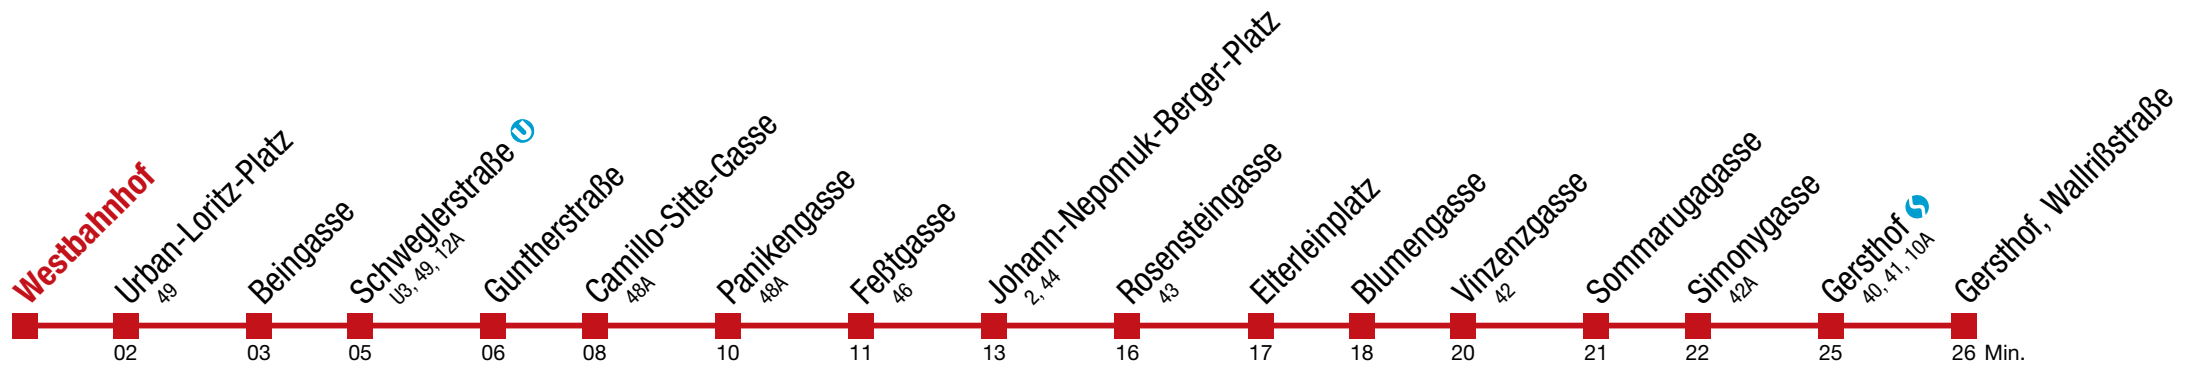 Westbahnhof
Urban-Loritz-Platz
49
Beingasse
Schweglerstraße U
U3, 49, 12A
Guntherstraße
Camillo-Sitte-Gasse
48A
Panikengasse
48A
Feßtgasse
46
Johann-Nepomuk-Berger-Platz
2, 44
Rosensteingasse
43
Elterleinplatz
Blumengasse
Vinzenzgasse
42
Sommarugagasse
Simonygasse
42A
Gersthof S
40, 41, 10A
Gersthof, Wallrißstraße
02 03 05 06 08 10 11 13 16 17 18 20 21 22 25 26 Min.